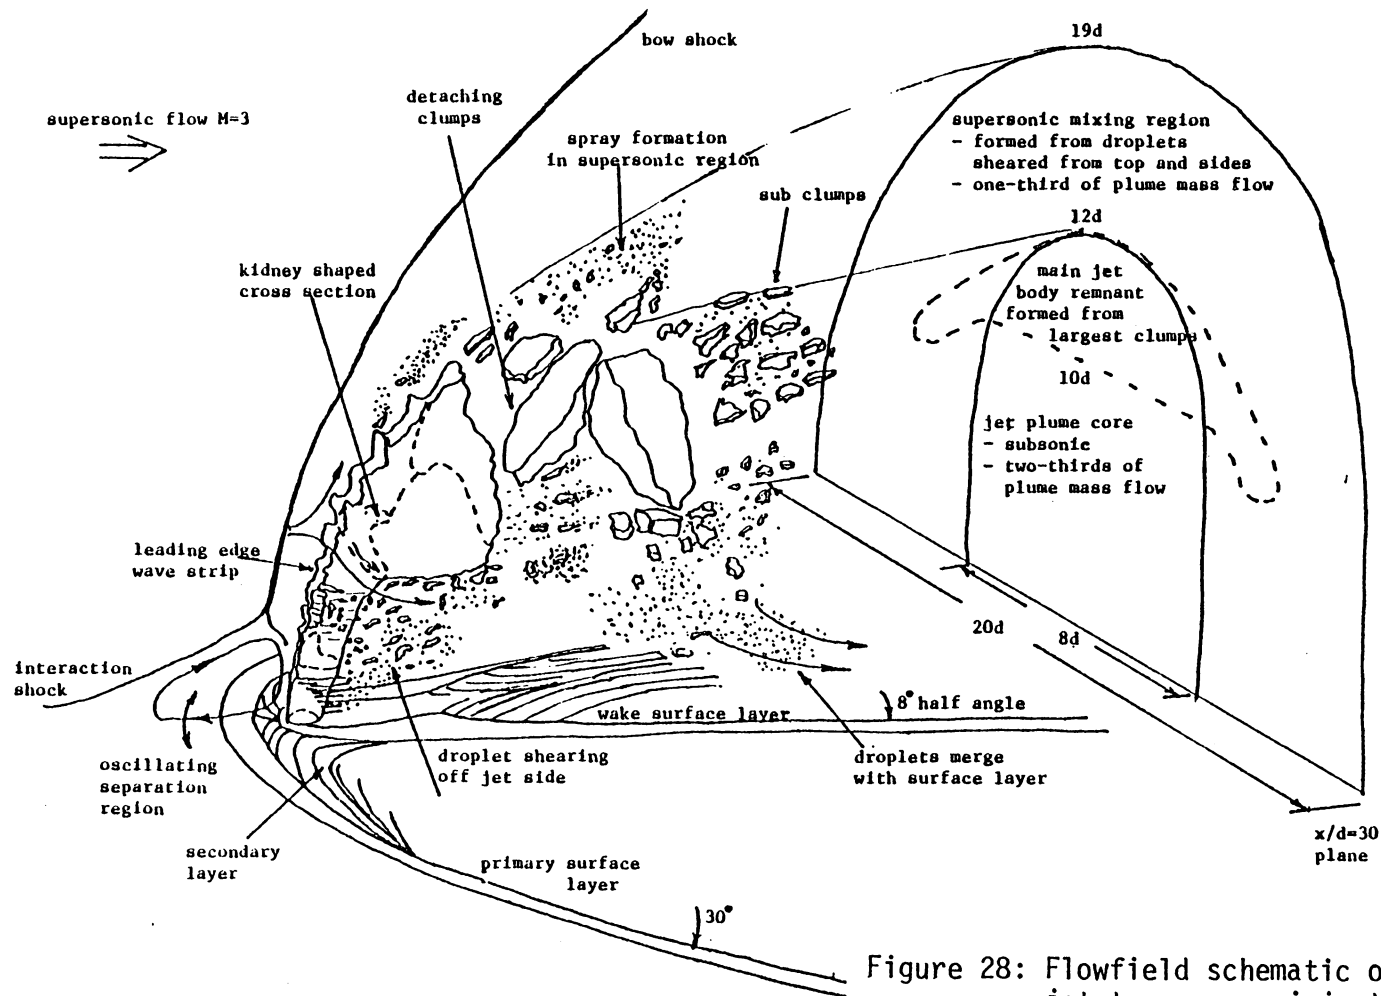 bow shock
19d
detaching
clumps
supersonic flow M=3
spray formation
in supersonic region
supersonic mixing region
- formed from droplets
sheared from top and sides
- one-third of plume mass flow
sub clumps
12d
kidney shaped
cross section
main jet
body remnant
formed from
largest clumps
10d
jet plume core
- subsonic
- two-thirds of
plume mass flow
leading edge
wave strip
20d
8d
interaction
shock
8° half angle
wake surface layer
oscillating
separation
region
droplet shearing
off jet side
droplets merge
with surface layer
x/d=30
plane
secondary
layer
primary surface
layer
30°
Figure 28: Flowfield schematic